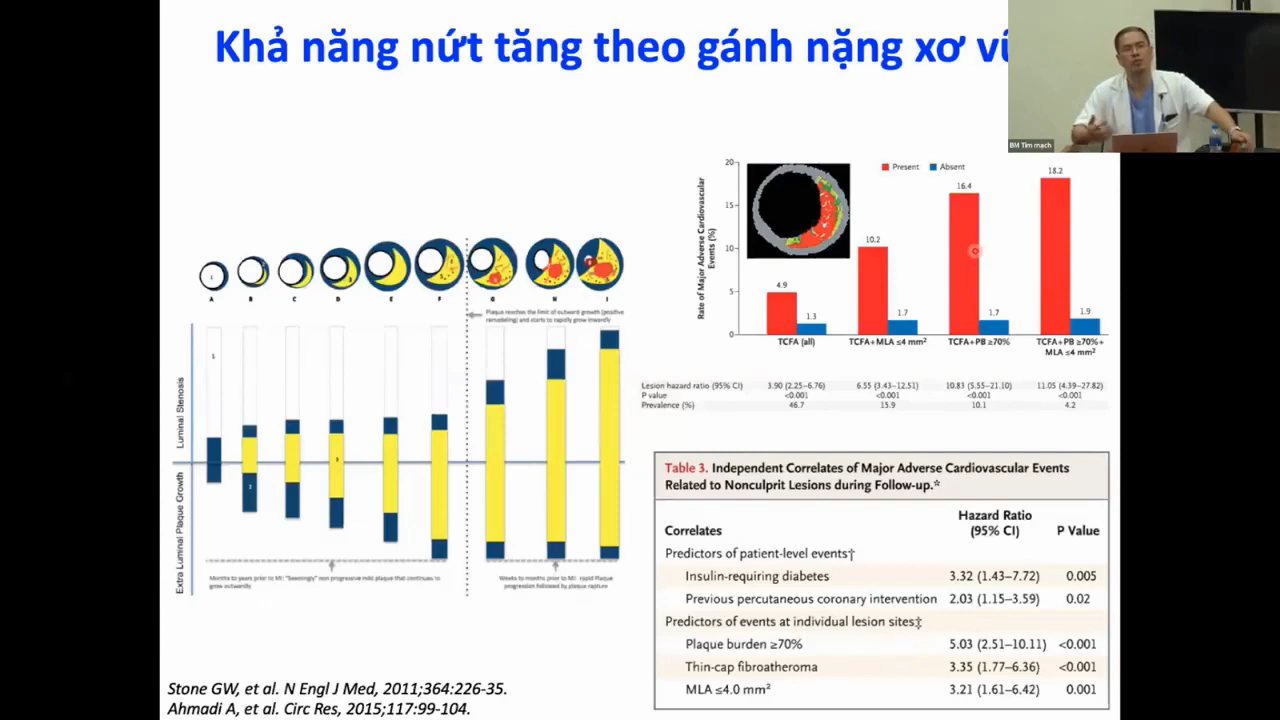 Khả năng nứt tăng theo gánh nặng xơ
BM Tim mạch
Rate of Major Adverse Cardiovascular
Events (%)
20
15
10
5
0
Present Absent
4.9 1.3 10.2 1.7 16.4 1.7 18.2 1.9
TCFA (all) TCFA+MLA ≤4 mm² TCFA+PB ≥70% TCFA+PB ≥70%+
MLA ≤4 mm²
Lesion hazard ratio (95% CI) 3.90 (2.25–6.76) 6.55 (3.43–12.51) 10.83 (5.55–21.10) 11.05 (4.39–27.82)
P value <0.001 <0.001 <0.001 <0.001
Prevalence (%) 46.7 15.9 10.1 4.2
A B C D E F G H I
Plaque reaches the limit of outward growth (positive
remodeling) and starts to rapidly grow inwardly
Luminal Stenosis
Extra Luminal Plaque Growth
1
2
3
Months to years prior to MI: "Seemingly" non progressive mild plaque that continues to
grow outwardly
Weeks to months prior to MI: rapid Plaque
progression followed by plaque rapture
Table 3. Independent Correlates of Major Adverse Cardiovascular Events
Related to Nonculprit Lesions during Follow-up.*
Correlates Hazard Ratio
(95% CI) P Value
Predictors of patient-level events†
Insulin-requiring diabetes 3.32 (1.43–7.72) 0.005
Previous percutaneous coronary intervention 2.03 (1.15–3.59) 0.02
Predictors of events at individual lesion sites‡
Plaque burden ≥70% 5.03 (2.51–10.11) <0.001
Thin-cap fibroatheroma 3.35 (1.77–6.36) <0.001
MLA ≤4.0 mm² 3.21 (1.61–6.42) 0.001
Stone GW, et al. N Engl J Med, 2011;364:226-35.
Ahmadi A, et al. Circ Res, 2015;117:99-104.